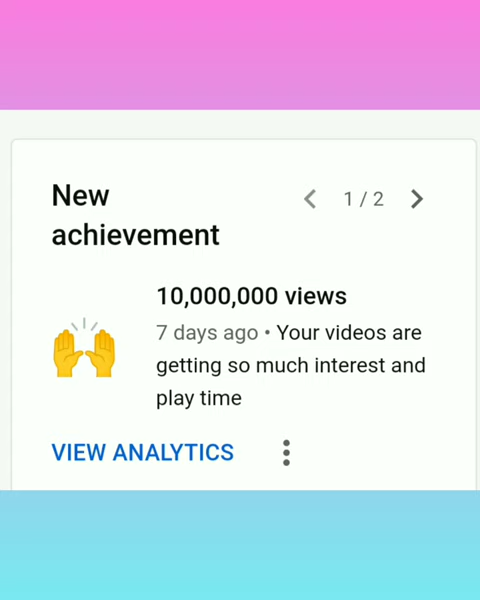 New
achievement
1 / 2
10,000,000 views
7 days ago • Your videos are
getting so much interest and
play time
VIEW ANALYTICS